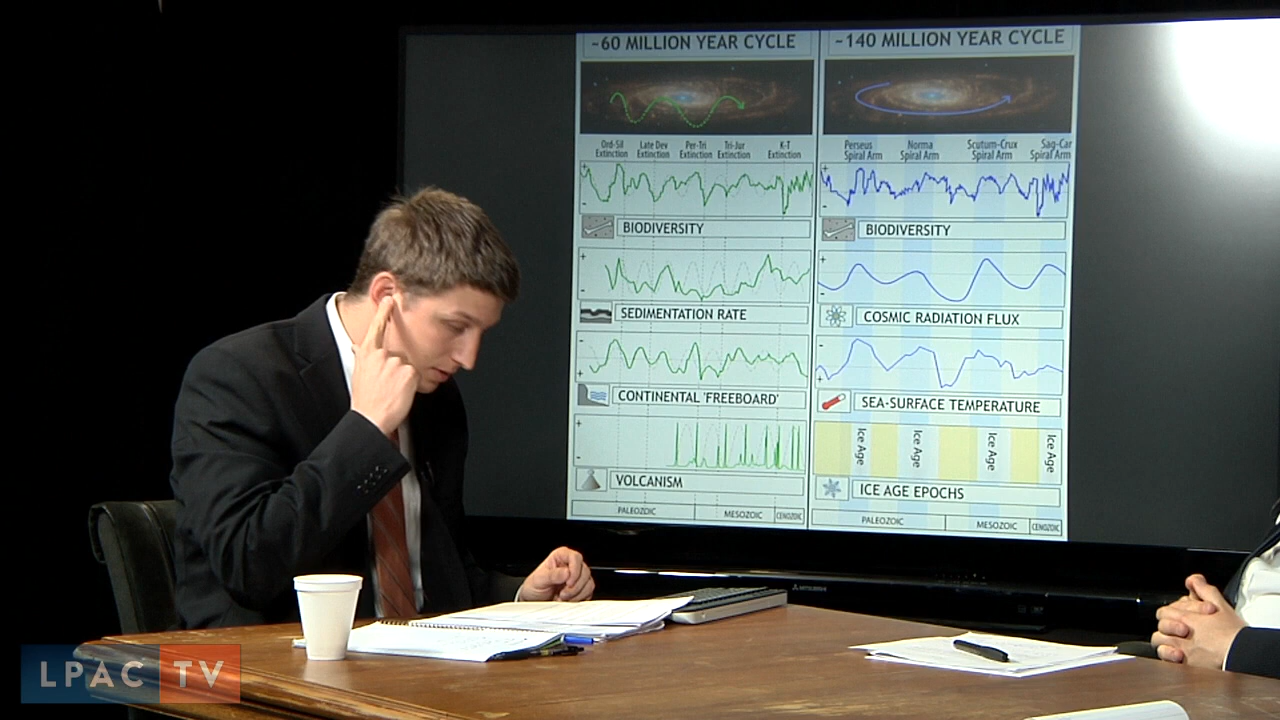 ~60 MILLION YEAR CYCLE
Ord-Sil Late Dev Per-Tri Tri-Jur K-T
Extinction Extinction Extinction Extinction Extinction
+
-
BIODIVERSITY
+
-
SEDIMENTATION RATE
-
+
CONTINENTAL 'FREEBOARD'
+
-
VOLCANISM
PALEOZOIC MESOZOIC CENOZOIC
~140 MILLION YEAR CYCLE
Perseus Norma Scutum-Crux Sag-Car
Spiral Arm Spiral Arm Spiral Arm Spiral Arm
+
-
BIODIVERSITY
+
-
COSMIC RADIATION FLUX
-
+
SEA-SURFACE TEMPERATURE
Ice Age Ice Age Ice Age Ice Age
ICE AGE EPOCHS
PALEOZOIC MESOZOIC CENOZOIC
MITSUBISHI
LPAC TV